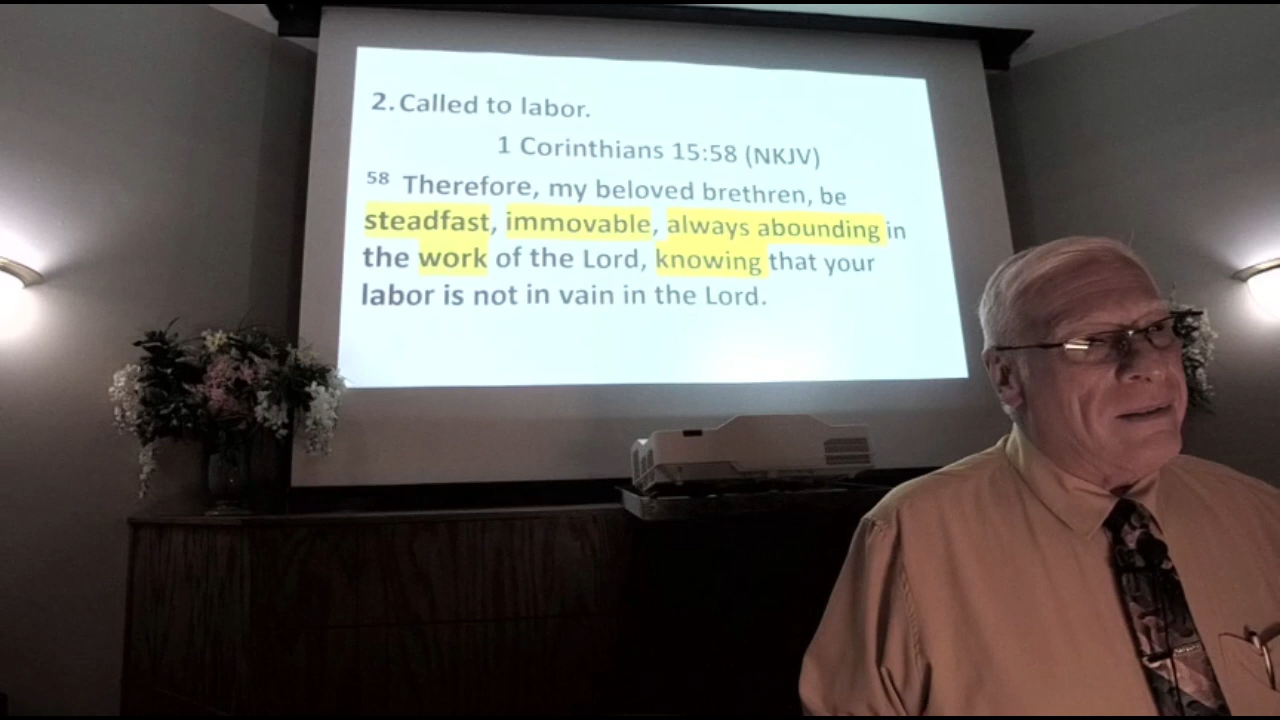 2. Called to labor.
1 Corinthians 15:58 (NKJV)
58 Therefore, my beloved brethren, be
steadfast, immovable, always abounding in
the work of the Lord, knowing that your
labor is not in vain in the Lord.